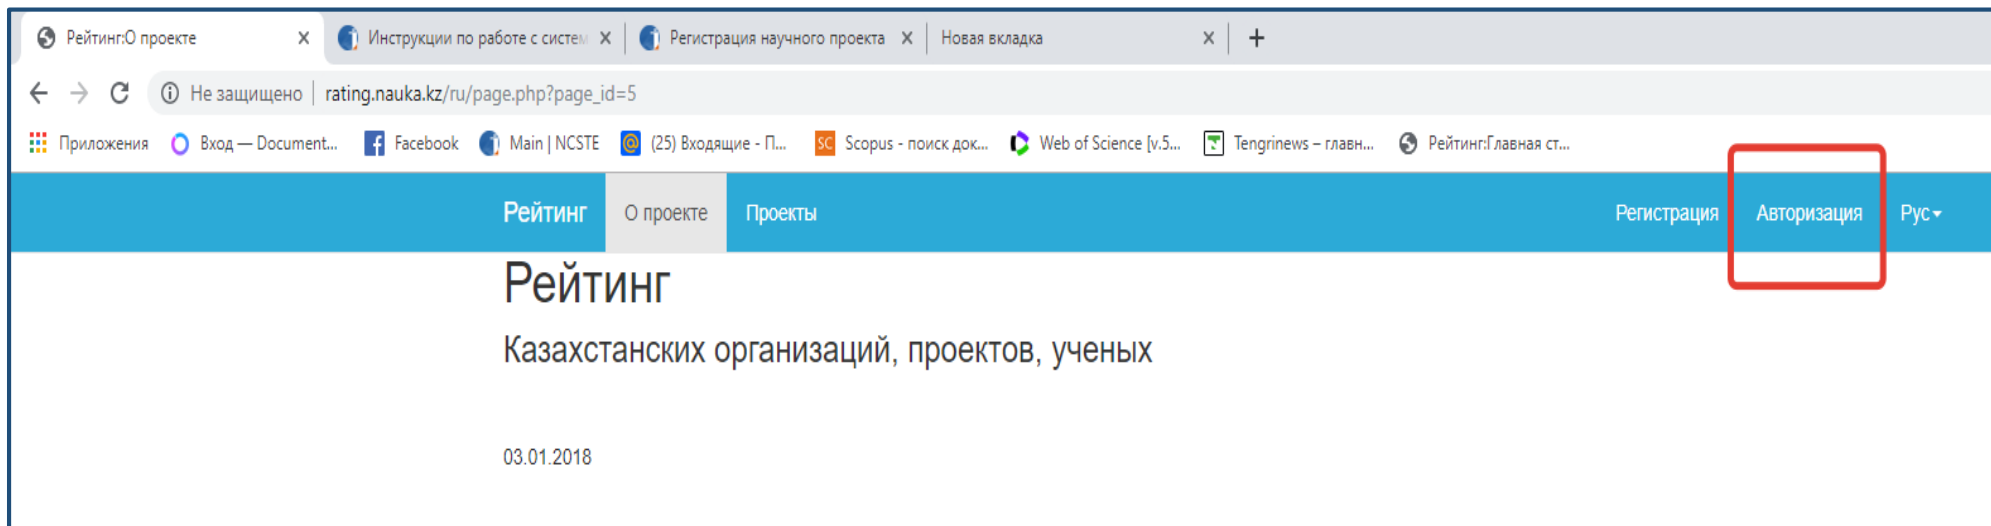 Рейтинг:О проекте
Инструкции по работе с систем
Регистрация научного проекта
Новая вкладка
Не защищено | rating.nauka.kz/ru/page.php?page_id=5
Приложения Вход — Document... Facebook Main | NCSTE (25) Входящие - П... SC Scopus - поиск док... Web of Science [v.5... Tengrinews – главн... Рейтинг:Главная ст...
Рейтинг О проекте Проекты Регистрация Авторизация Рус
Рейтинг
Казахстанских организаций, проектов, ученых
03.01.2018